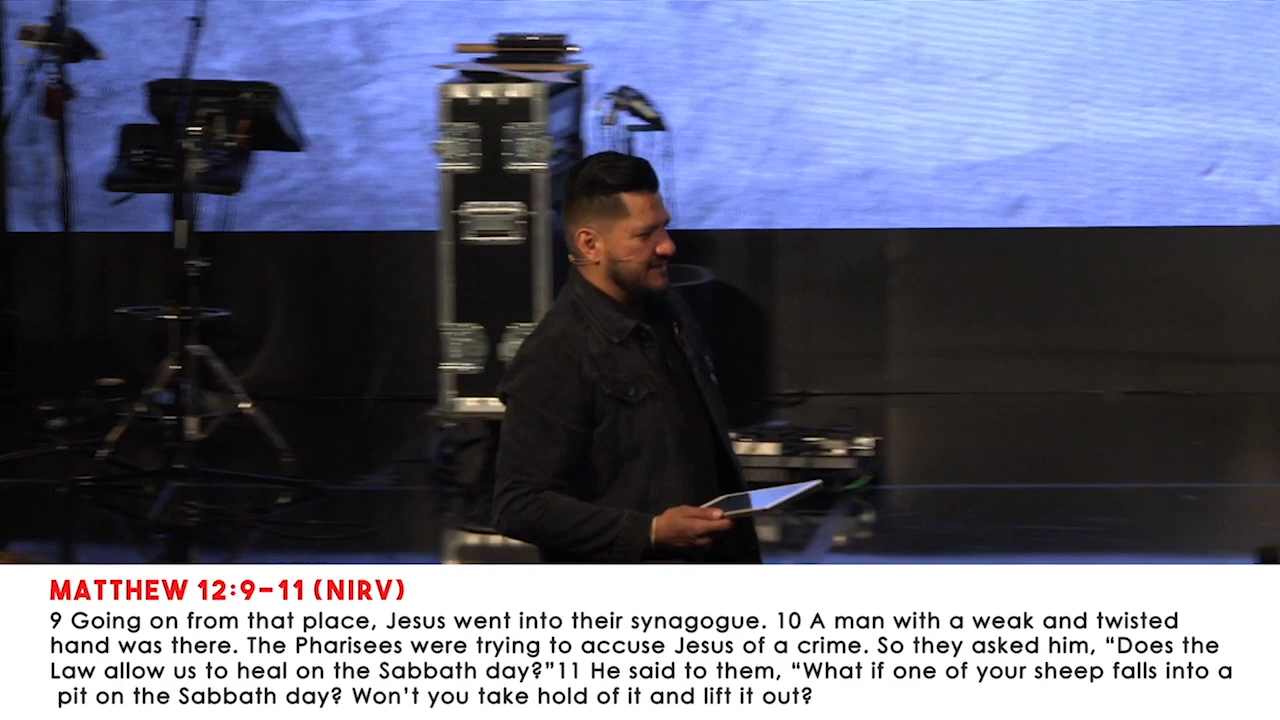 MATTHEW 12:9-11 (NIRV)
9 Going on from that place, Jesus went into their synagogue. 10 A man with a weak and twisted
hand was there. The Pharisees were trying to accuse Jesus of a crime. So they asked him, “Does the
Law allow us to heal on the Sabbath day?”11 He said to them, “What if one of your sheep falls into a
pit on the Sabbath day? Won’t you take hold of it and lift it out?